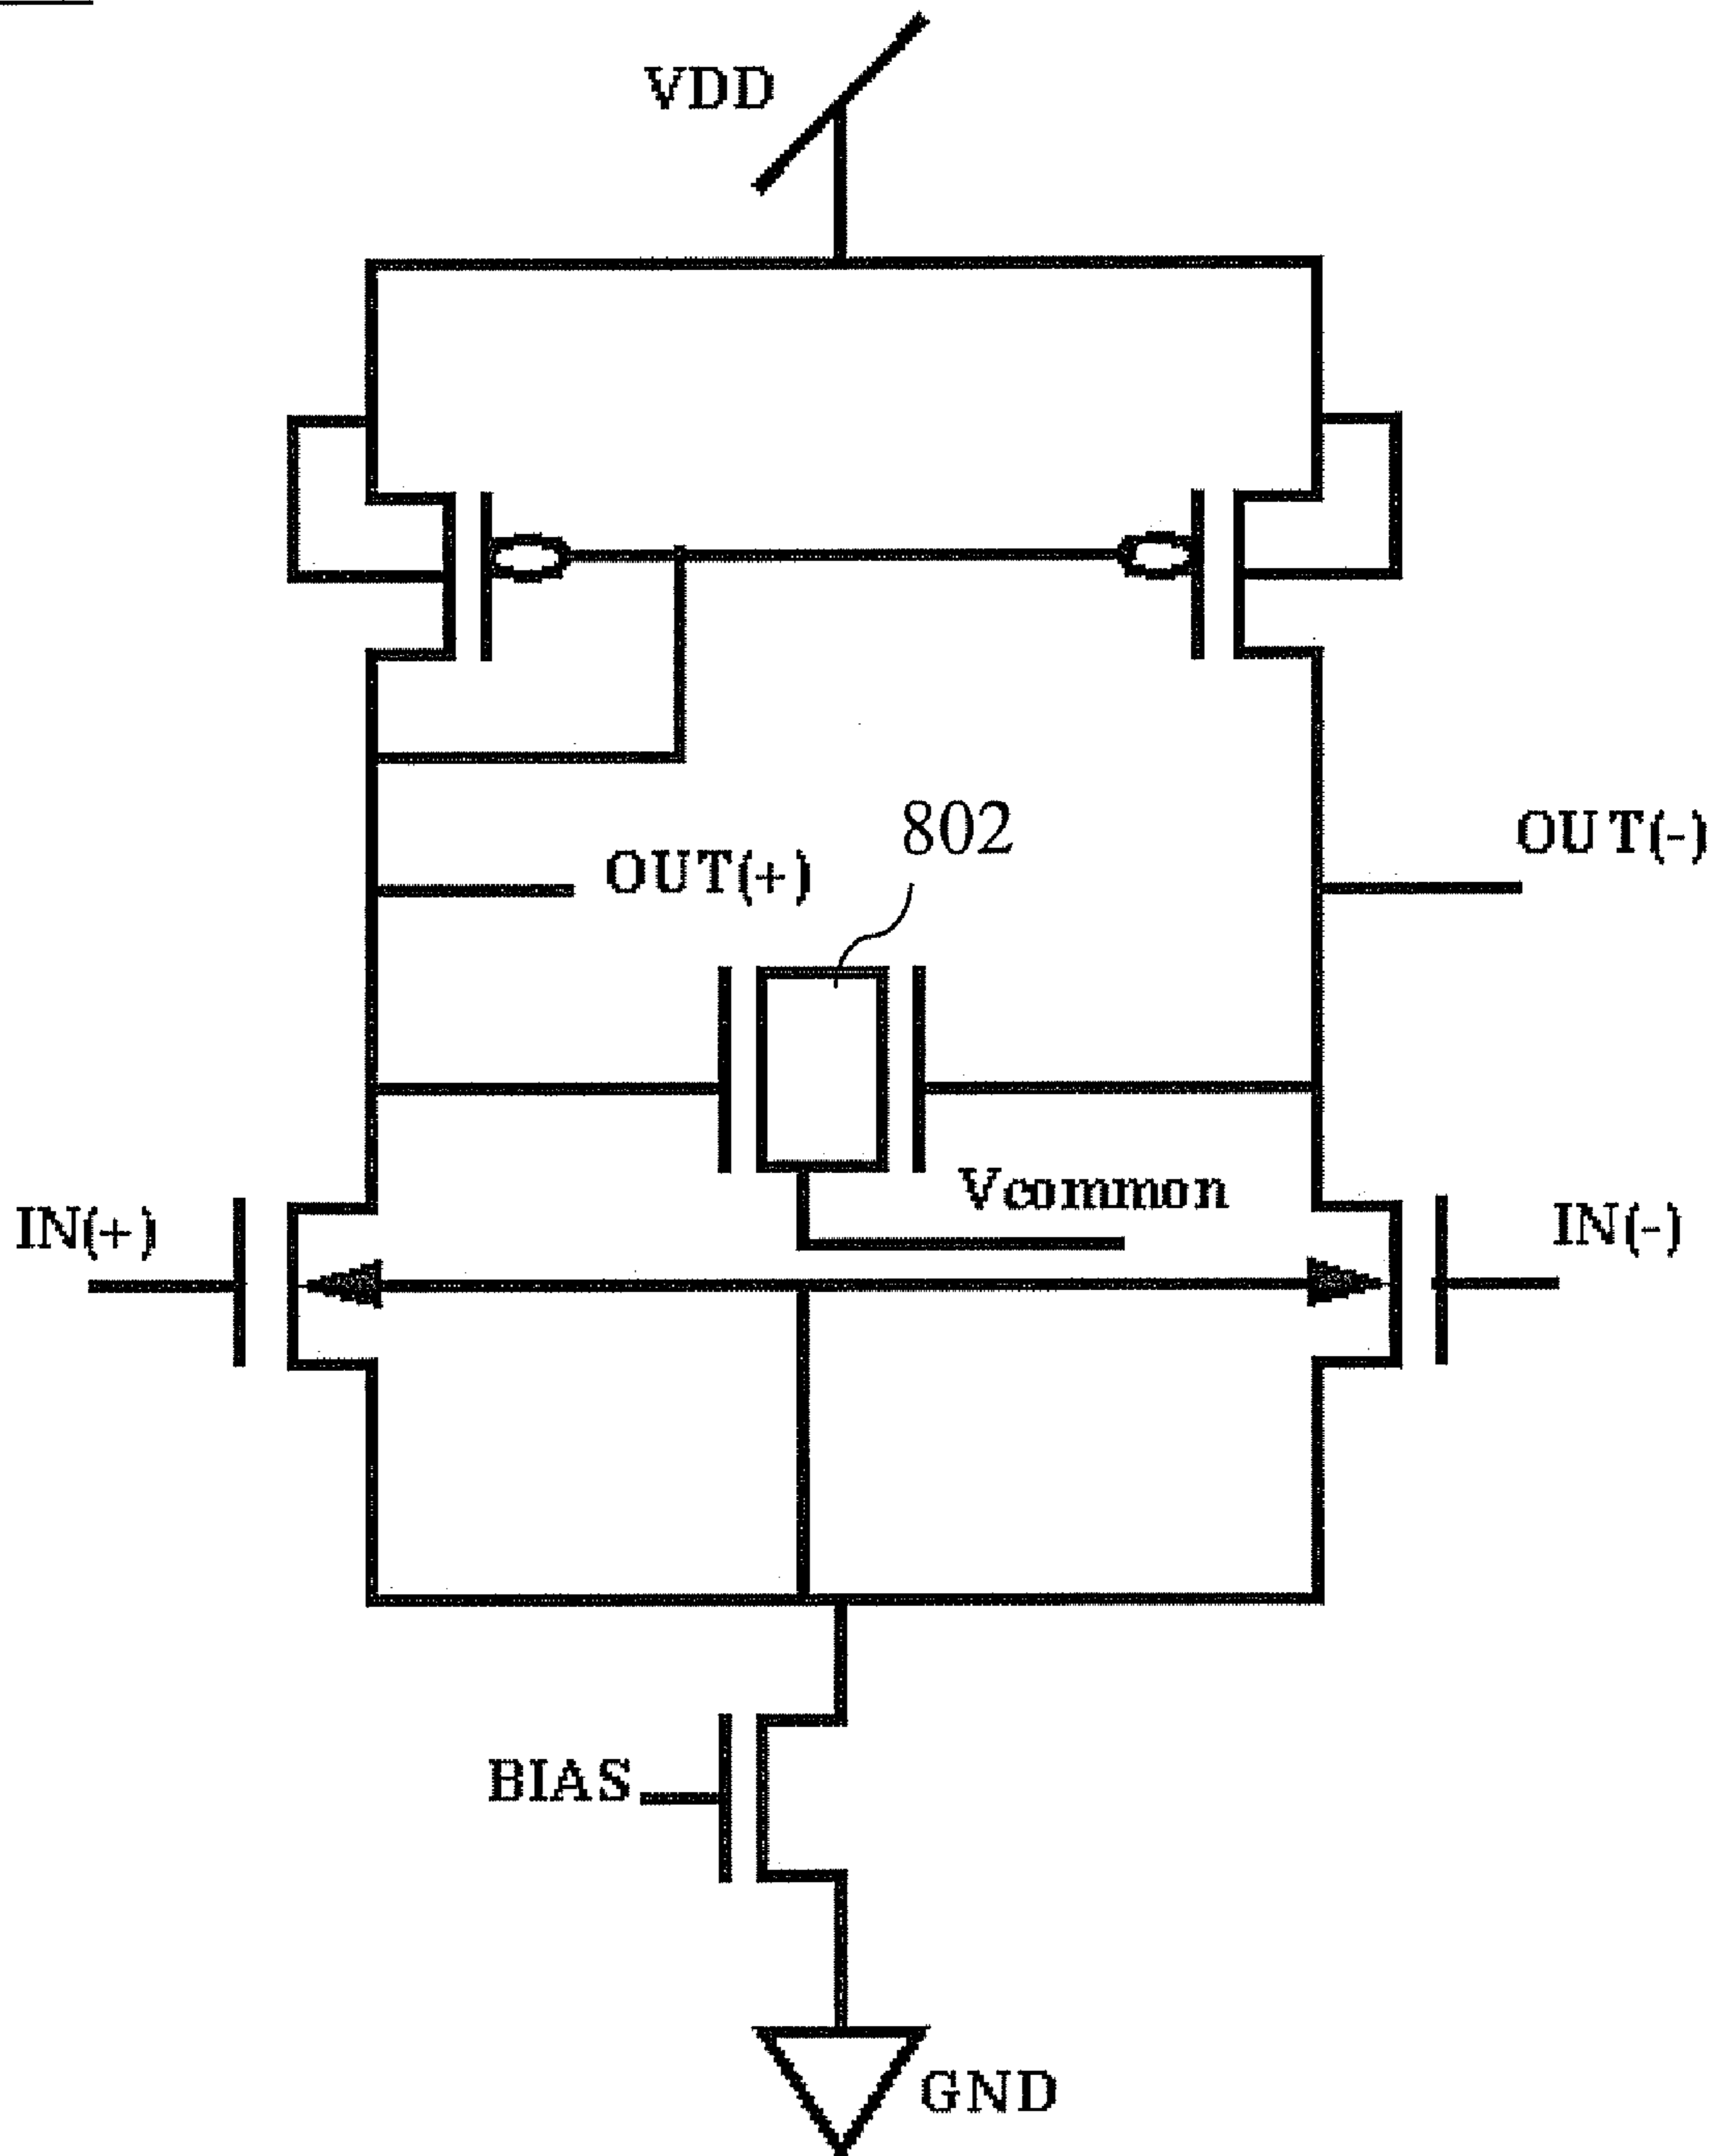 VDD
802
OUT(+)
OUT(-)
Vcommon
IN(+)
IN(-)
BIAS
GND